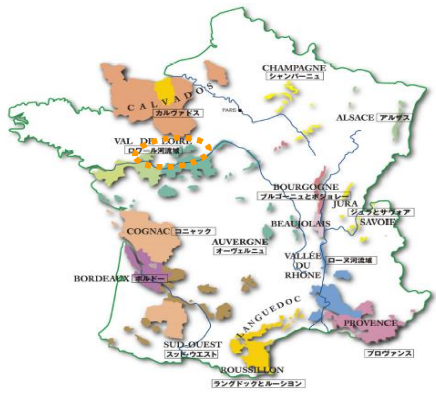 CHAMPAGNE
シャンパーニュ
CALVADOS
カルヴァドス
PARIS
ALSACE アルザス
VAL DE LOIRE
ロワール河流域
BOURGOGNE
ブルゴーニュとボジョレー
JURA
ジュラとサヴォア
SAVOIE
BEAUJOLAIS
COGNAC コニャック
AUVERGNE
オーヴェルニュ
VALLÉE
DU
RHONE
ローヌ河流域
BORDEAUX ボルドー
LANGUEDOC
PROVENCE
プロヴァンス
SUD-OUEST
スッド・ウエスト
ROUSSILLON
ラングドックとルーション